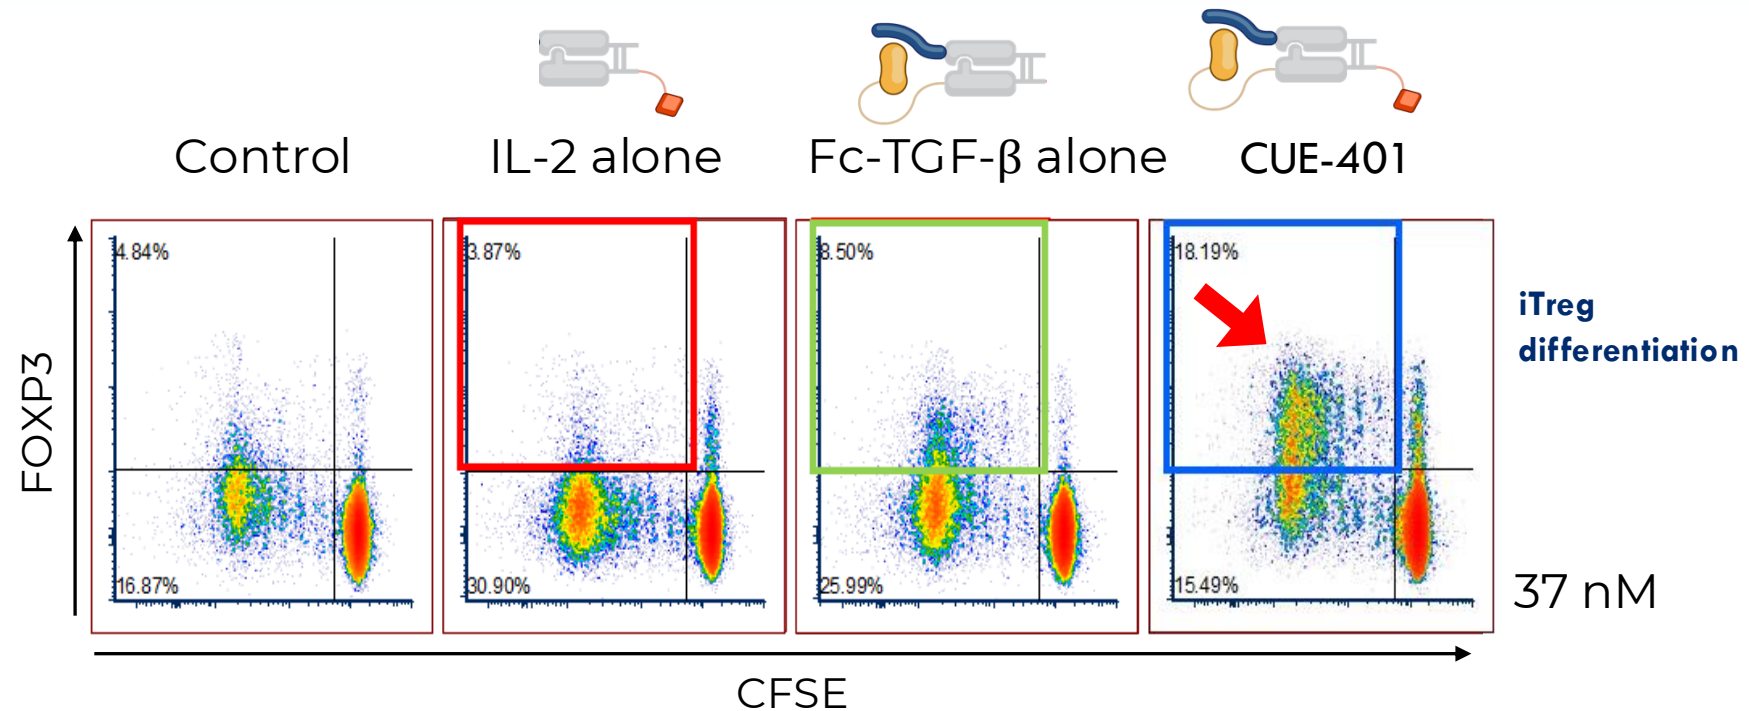 Control
IL-2 alone
Fc-TGF-β alone
CUE-401
4.84%
3.87%
8.50%
18.19%
iTreg
differentiation
FOXP3
16.87%
30.90%
25.99%
15.49%
37 nM
CFSE